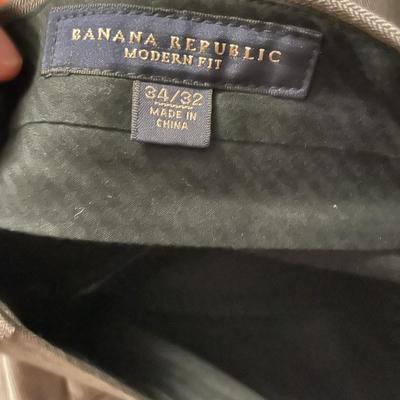 BANANA REPUBLIC
MODERN FIT
34/32
MADE IN
CHINA